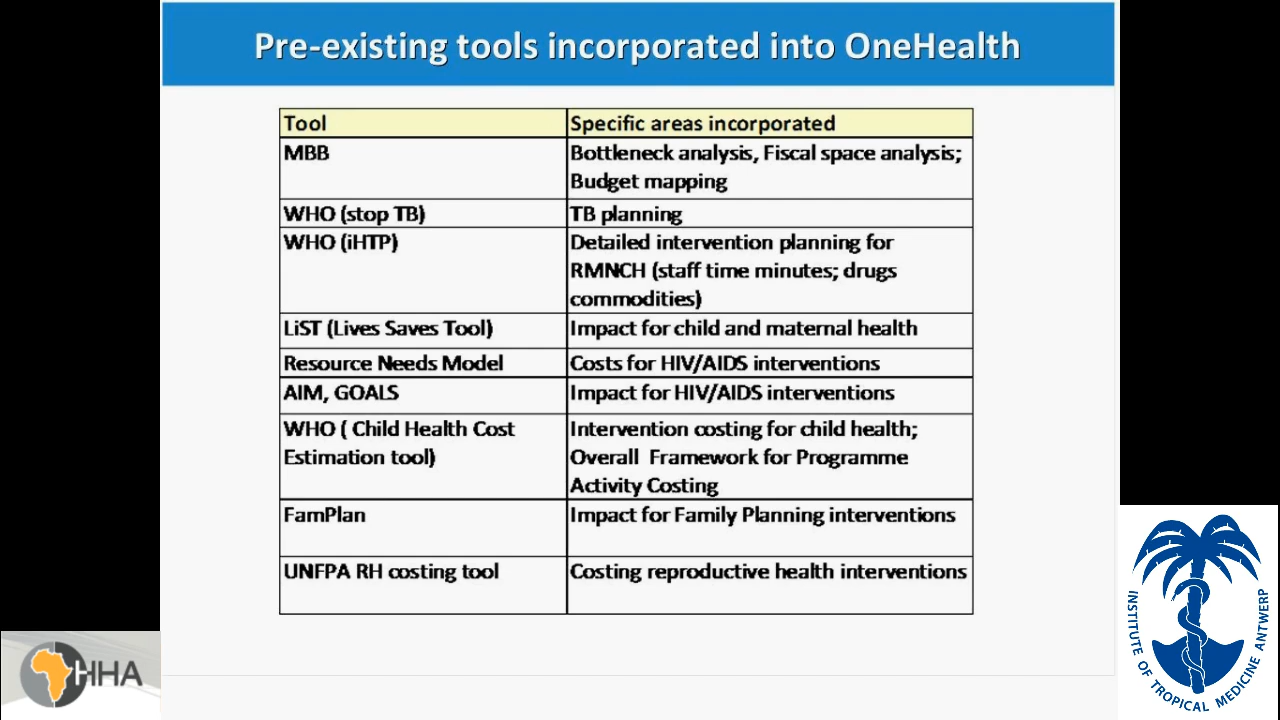 Pre-existing tools incorporated into OneHealth
Tool
Specific areas incorporated
MBB
Bottleneck analysis, Fiscal space analysis;
Budget mapping
WHO (stop TB)
TB planning
WHO (iHTP)
Detailed intervention planning for
RMNCH (staff time minutes; drugs
commodities)
LiST (Lives Saves Tool)
Impact for child and maternal health
Resource Needs Model
Costs for HIV/AIDS interventions
AIM, GOALS
Impact for HIV/AIDS interventions
WHO ( Child Health Cost
Estimation tool)
Intervention costing for child health;
Overall Framework for Programme
Activity Costing
FamPlan
Impact for Family Planning interventions
UNFPA RH costing tool
Costing reproductive health interventions
HHA
INSTITUTE OF TROPICAL MEDICINE ANTWERP